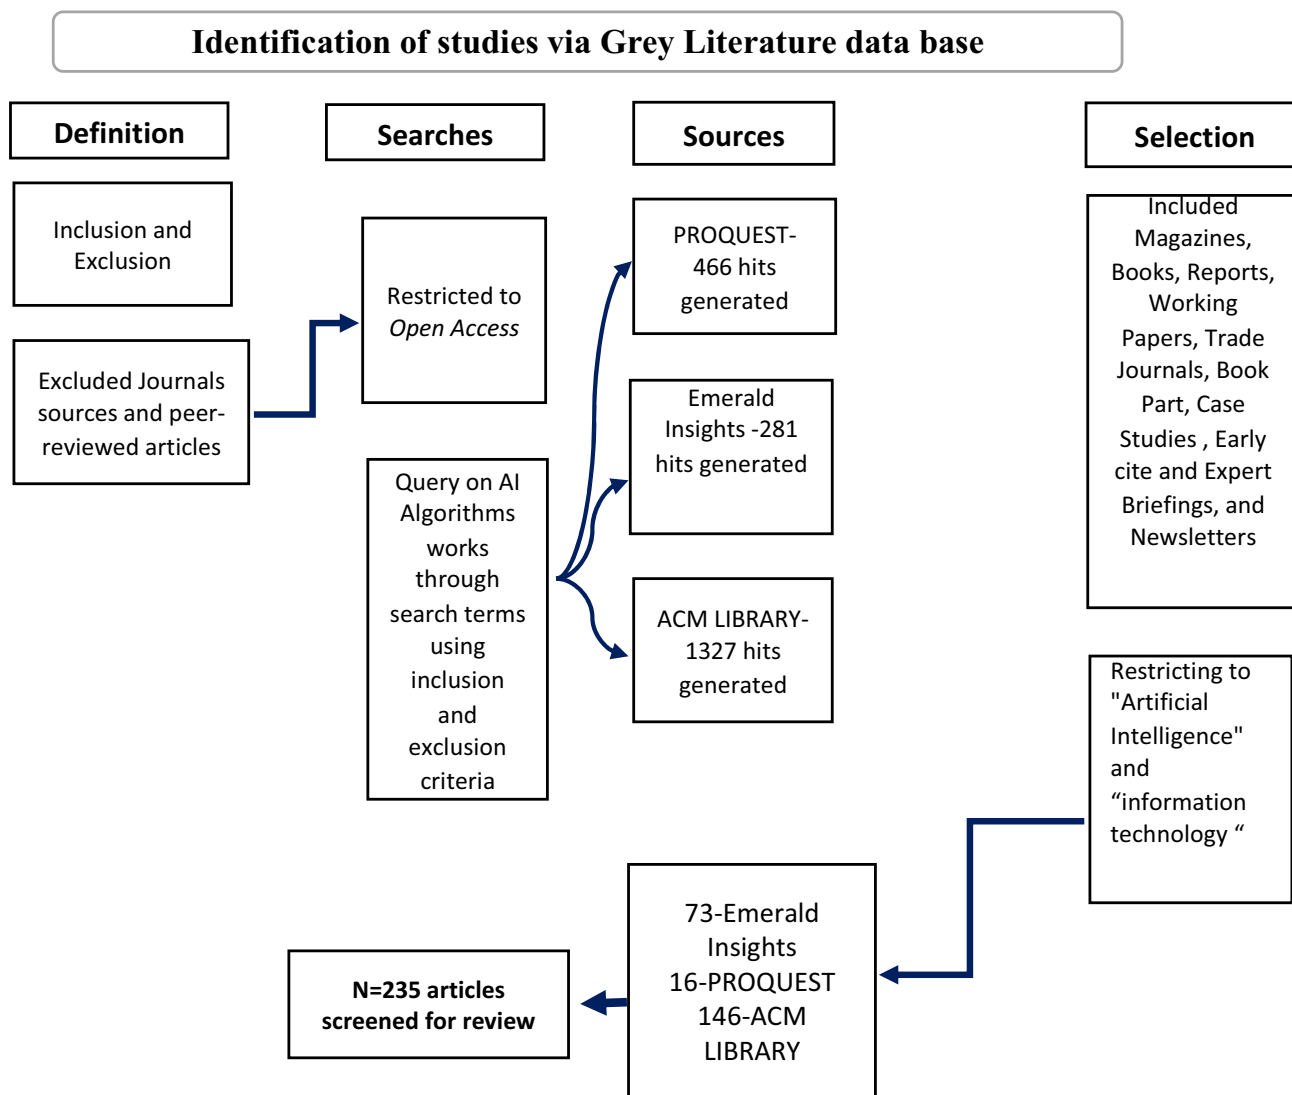 Identification of studies via Grey Literature data base
Definition
Searches
Sources
Selection
Inclusion and
Exclusion
Excluded Journals
sources and peer-
reviewed articles
Restricted to
Open Access
Query on AI
Algorithms
works
through
search terms
using
inclusion
and
exclusion
criteria
PROQUEST-
466 hits
generated
Emerald
Insights -281
hits generated
ACM LIBRARY-
1327 hits
generated
Included
Magazines,
Books, Reports,
Working
Papers, Trade
Journals, Book
Part, Case
Studies , Early
cite and Expert
Briefings, and
Newsletters
Restricting to
"Artificial
Intelligence"
and
“information
technology “
73-Emerald
Insights
16-PROQUEST
146-ACM
LIBRARY
N=235 articles
screened for review